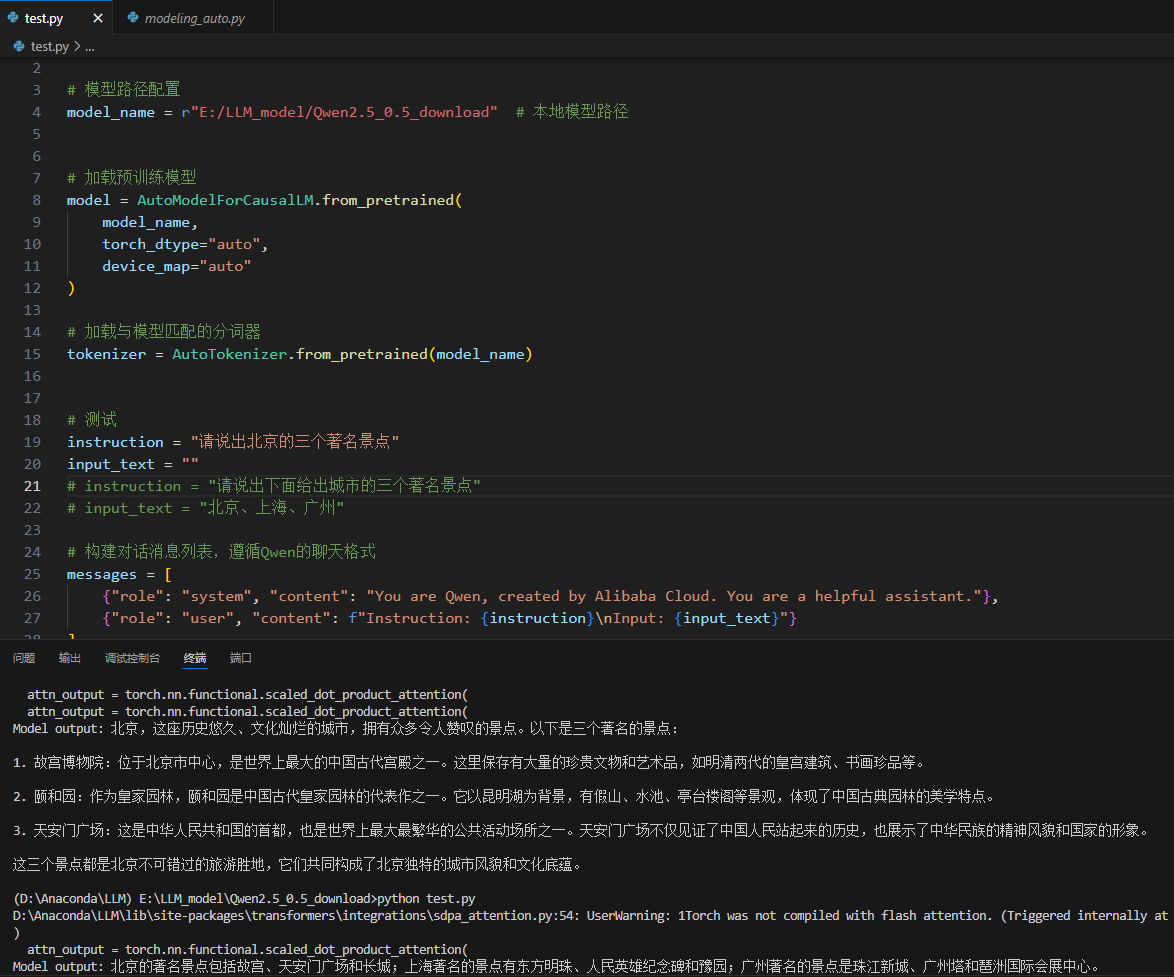 test.py ×
modeling_auto.py
test.py > ...
2
3 # 模型路径配置
4 model_name = r"E:/LLM_model/Qwen2.5_0.5_download"  # 本地模型路径
5
6
7 # 加载预训练模型
8 model = AutoModelForCausalLM.from_pretrained(
9     model_name,
10     torch_dtype="auto",
11     device_map="auto"
12 )
13
14 # 加载与模型匹配的分词器
15 tokenizer = AutoTokenizer.from_pretrained(model_name)
16
17
18 # 测试
19 instruction = "请说出北京的三个著名景点"
20 input_text = ""
21 # instruction = "请说出下面给出城市的三个著名景点"
22 # input_text = "北京、上海、广州"
23
24 # 构建对话消息列表，遵循Qwen的聊天格式
25 messages = [
26     {"role": "system", "content": "You are Qwen, created by Alibaba Cloud. You are a helpful assistant."},
27     {"role": "user", "content": f"Instruction: {instruction}\nInput: {input_text}"}
28 ]
问题 输出 调试控制台 终端 端口
attn_output = torch.nn.functional.scaled_dot_product_attention(
attn_output = torch.nn.functional.scaled_dot_product_attention(
Model output: 北京，这座历史悠久、文化灿烂的城市，拥有众多令人赞叹的景点。以下是三个著名的景点：
1. 故宫博物院：位于北京市中心，是世界上最大的中国古代宫殿之一。这里保存有大量的珍贵文物和艺术品，如明清两代的皇宫建筑、书画珍品等。
2. 颐和园：作为皇家园林，颐和园是中国古代皇家园林的代表作之一。它以昆明湖为背景，有假山、水池、亭台楼阁等景观，体现了中国古典园林的美学特点。
3. 天安门广场：这是中华人民共和国的首都，也是世界上最大最繁华的公共活动场所之一。天安门广场不仅见证了中国人民站起来的历史，也展示了中华民族的精神风貌和国家的形象。
这三个景点都是北京不可错过的旅游胜地，它们共同构成了北京独特的城市风貌和文化底蕴。
(D:\Anaconda\LLM) E:\LLM_model\Qwen2.5_0.5_download>python test.py
D:\Anaconda\LLM\lib\site-packages\transformers\integrations\sdpa_attention.py:54: UserWarning: 1Torch was not compiled with flash attention. (Triggered internally at
)
attn_output = torch.nn.functional.scaled_dot_product_attention(
Model output: 北京的著名景点包括故宫、天安门广场和长城；上海著名的景点有东方明珠、人民英雄纪念碑和豫园；广州著名的景点是珠江新城、广州塔和琶洲国际会展中心。